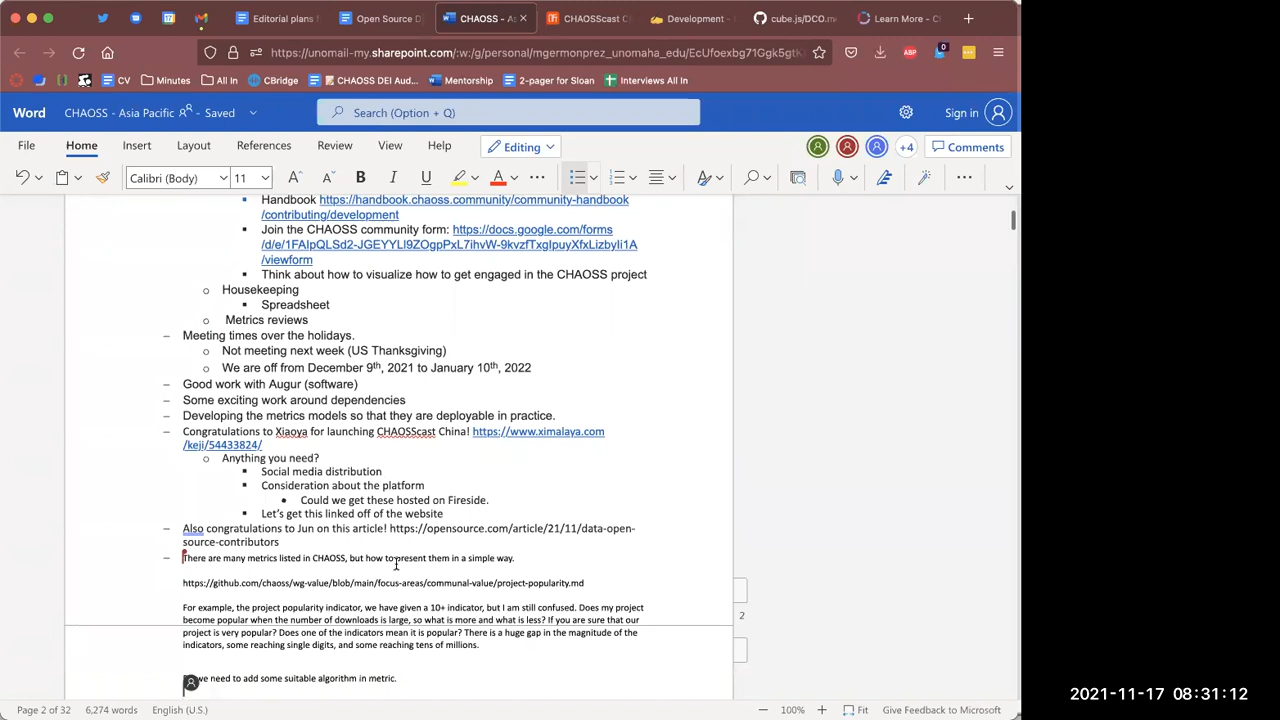 Editorial plans
Open Source D
CHAOSS - As
CHAOSScast C
Development -
cube.js/DCO.m
Learn More - C
https://unomail-my.sharepoint.com/:w:/g/personal/mgermonprez_unomaha_edu/EcUfoexbg71Ggk5gtk
ABP
0
CV
Minutes
All In
CBridge
CHAOSS DEI Aud...
Mentorship
2-pager for Sloan
Interviews All In
Word
CHAOSS - Asia Pacific - Saved
Search (Option + Q)
Sign in
File
Home
Insert
Layout
References
Review
View
Help
Editing
+4
Comments
Calibri (Body)
11
Handbook https://handbook.chaoss.community/community-handbook
/contributing/development
Join the CHAOSS community form: https://docs.google.com/forms
/d/e/1FAIpQLSd2-JGEYYLI9ZOgpPxL7ihvW-9kvzfTxgIpuyXfxLizbyli1A
/viewform
Think about how to visualize how to get engaged in the CHAOSS project
Housekeeping
Spreadsheet
Metrics reviews
Meeting times over the holidays.
Not meeting next week (US Thanksgiving)
We are off from December 9th, 2021 to January 10th, 2022
Good work with Augur (software)
Some exciting work around dependencies
Developing the metrics models so that they are deployable in practice.
Congratulations to Xiaoya for launching CHAOSScast China! https://www.ximalaya.com
/keji/54433824/
Anything you need?
Social media distribution
Consideration about the platform
Could we get these hosted on Fireside.
Let's get this linked off of the website
Also congratulations to Jun on this article! https://opensource.com/article/21/11/data-open-
source-contributors
There are many metrics listed in CHAOSS, but how to present them in a simple way.
https://github.com/chaoss/wg-value/blob/main/focus-areas/communal-value/project-popularity.md
For example, the project popularity indicator, we have given a 10+ indicator, but I am still confused. Does my project
become popular when the number of downloads is large, so what is more and what is less? If you are sure that our
project is very popular? Does one of the indicators mean it is popular? There is a huge gap in the magnitude of the
indicators, some reaching single digits, and some reaching tens of millions.
we need to add some suitable algorithm in metric.
2
Page 2 of 32
6,274 words
English (U.S.)
100%
Fit
Give Feedback to Microsoft
2021-11-17 08:31:12